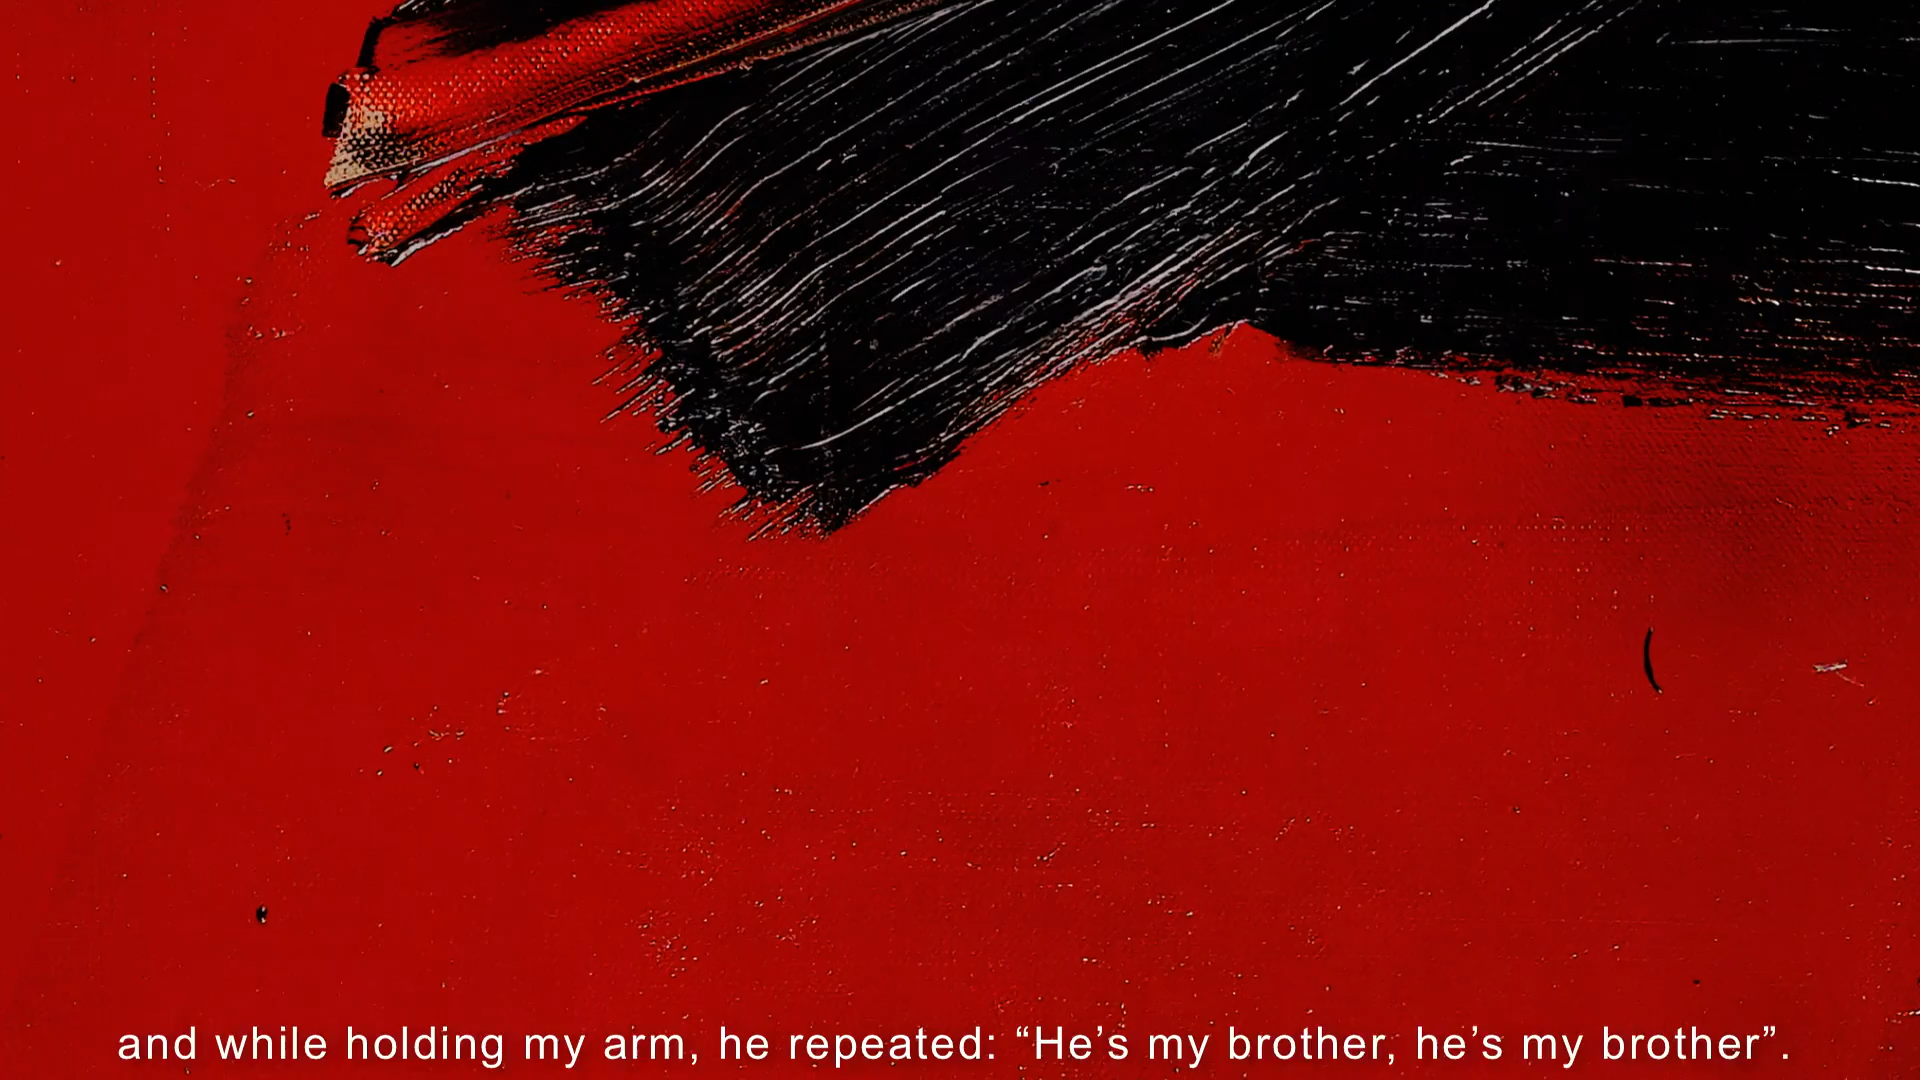 and while holding my arm, he repeated: “He’s my brother, he’s my brother”.